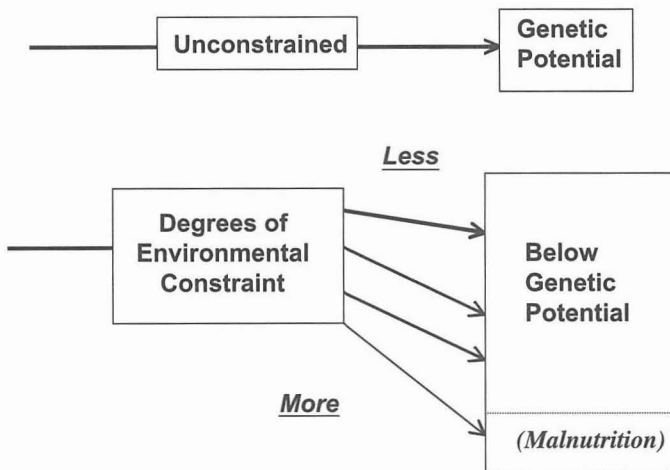 Unconstrained
Genetic
Potential
Less
Degrees of
Environmental
Constraint
Below
Genetic
Potential
More
(Malnutrition)